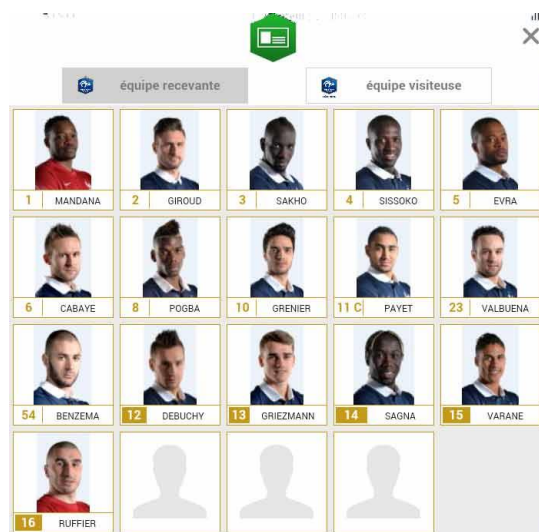 équipe recevante
équipe visiteuse
1 MANDANA
2 GIROUD
3 SAKHO
4 SISSOKO
5 EVRA
6 CABAYE
8 POGBA
10 GRENIER
11 C PAYET
23 VALBUENA
54 BENZEMA
12 DEBUCHY
13 GRIEZMANN
14 SAGNA
15 VARANE
16 RUFFIER